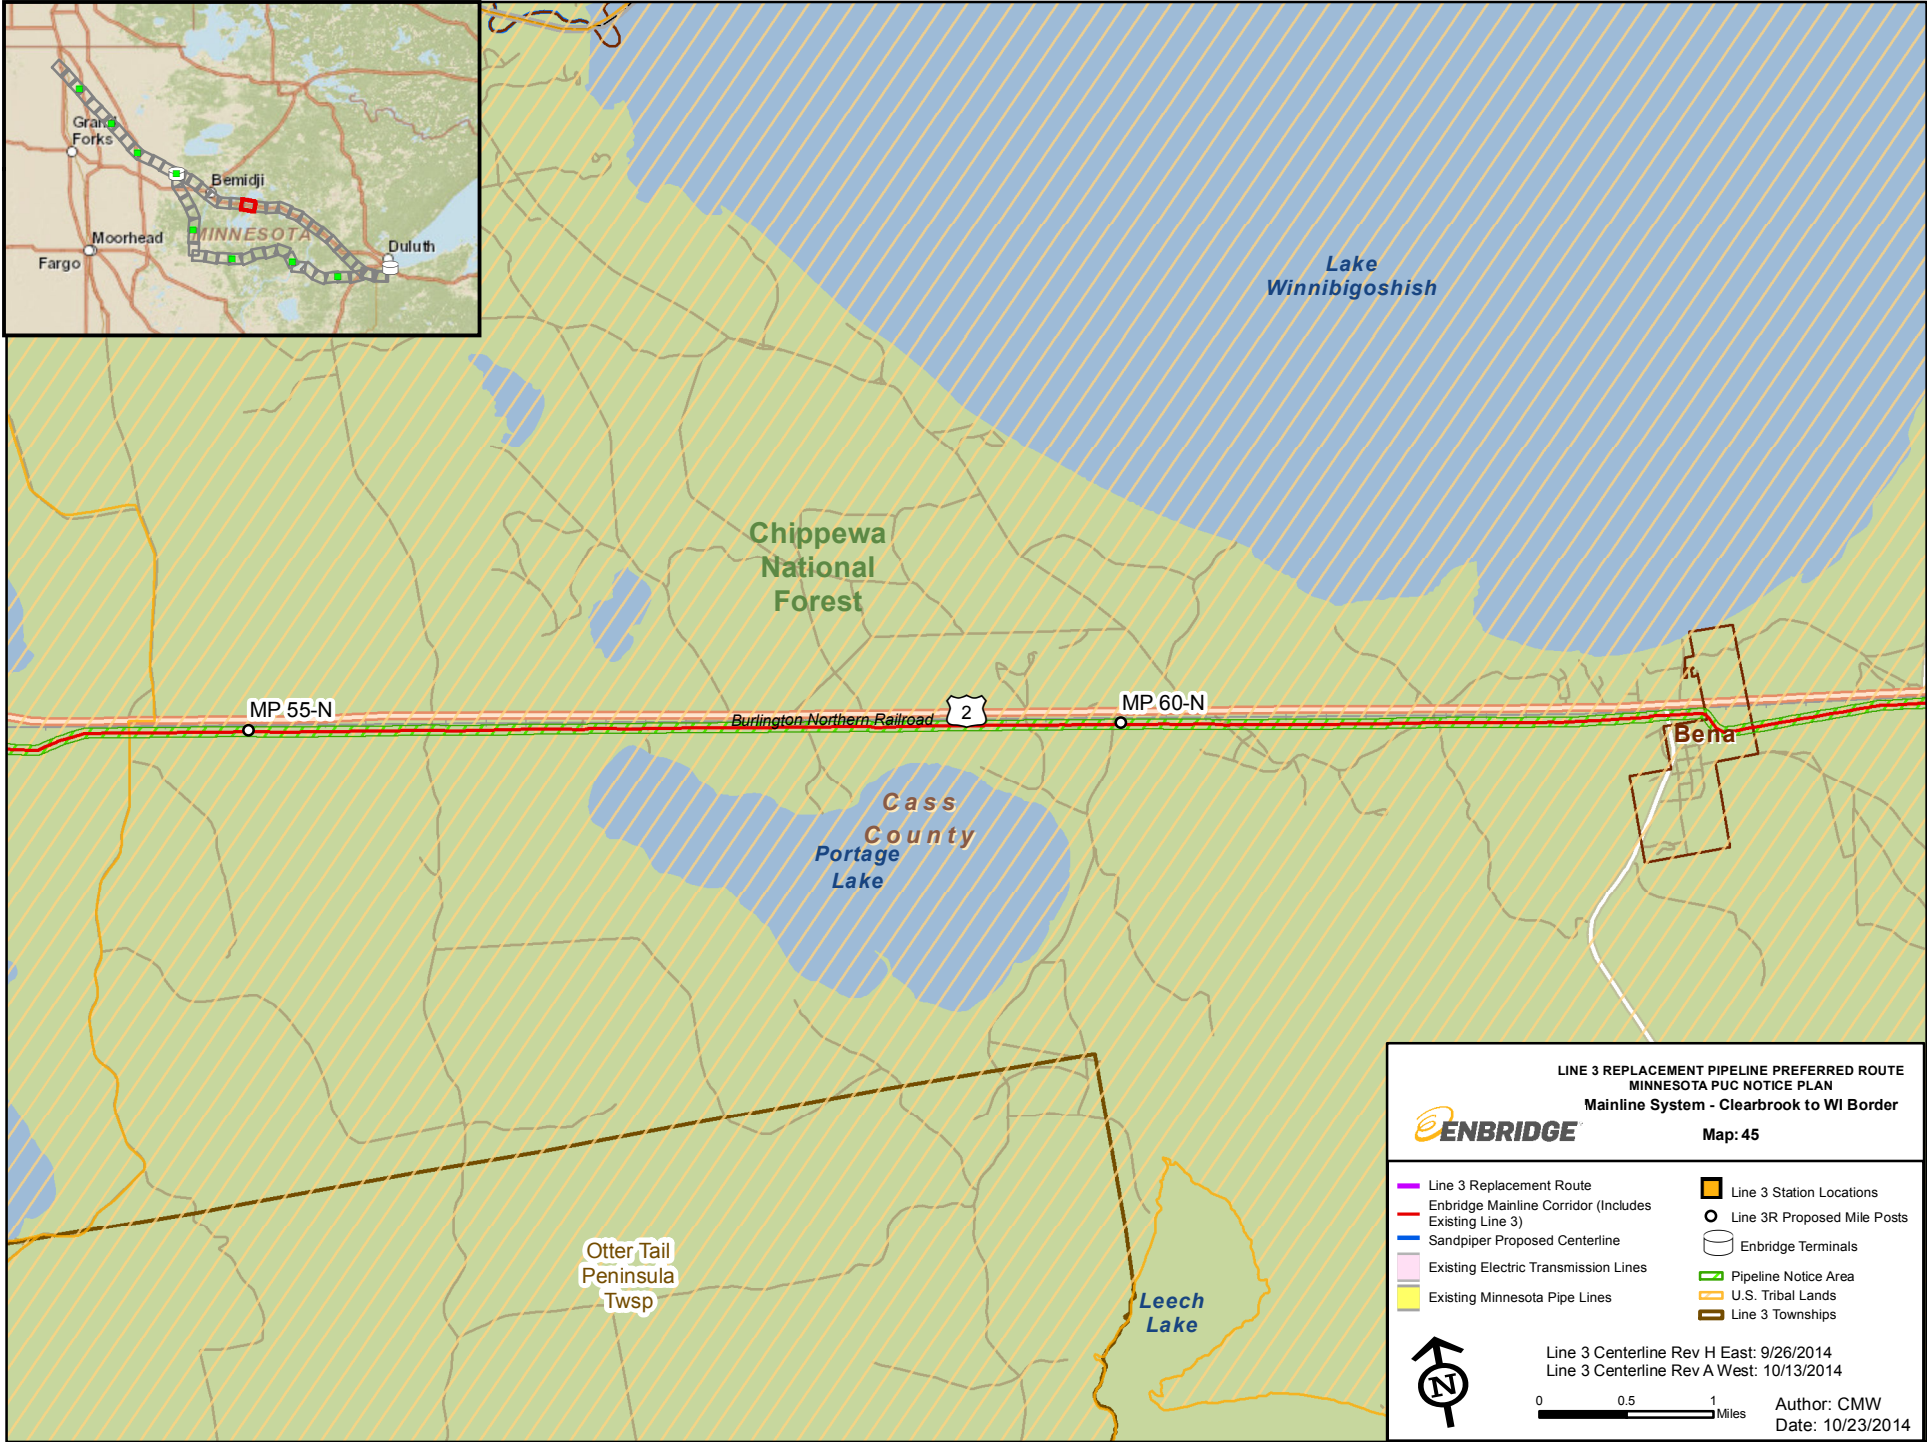 Grand
Forks
Bemidji
MINNESOTA
Moorhead
Fargo
Duluth
Lake
Winnibigoshish
Chippewa
National
Forest
MP 55-N
Burlington Northern Railroad
2
MP 60-N
Bena
Cass
County
Portage
Lake
Otter Tail
Peninsula
Twsp
Leech
Lake
LINE 3 REPLACEMENT PIPELINE PREFERRED ROUTE
MINNESOTA PUC NOTICE PLAN
Mainline System - Clearbrook to WI Border
ENBRIDGE
Map: 45
Line 3 Replacement Route
Enbridge Mainline Corridor (Includes
Existing Line 3)
Sandpiper Proposed Centerline
Existing Electric Transmission Lines
Existing Minnesota Pipe Lines
Line 3 Station Locations
Line 3R Proposed Mile Posts
Enbridge Terminals
Pipeline Notice Area
U.S. Tribal Lands
Line 3 Townships
N
Line 3 Centerline Rev H East: 9/26/2014
Line 3 Centerline Rev A West: 10/13/2014
0 0.5 1
Miles
Author: CMW
Date: 10/23/2014